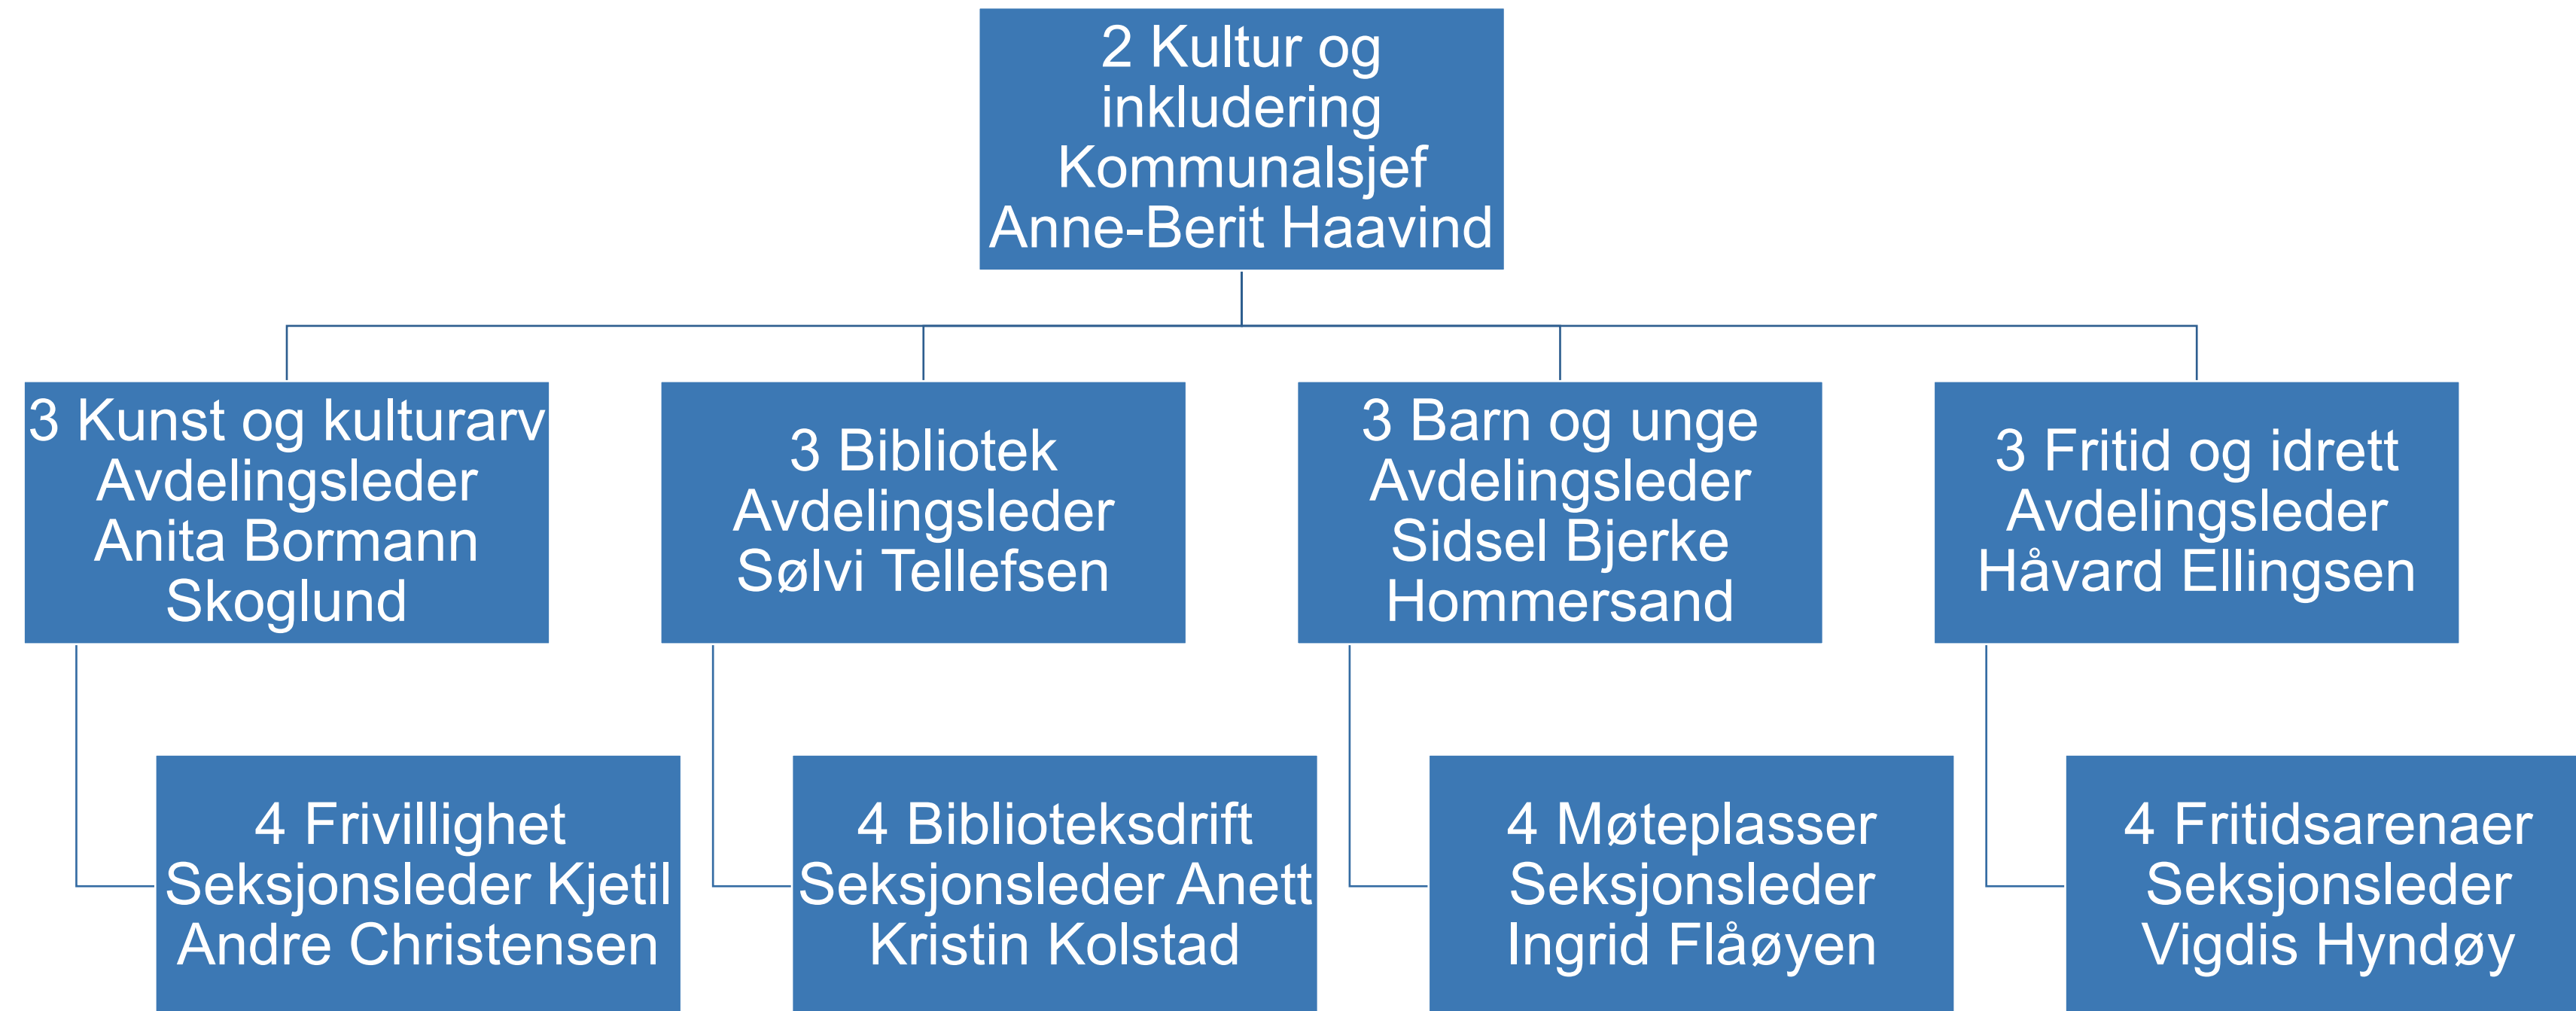 2 Kultur og
inkludering
Kommunalsjef
Anne-Berit Haavind
3 Kunst og kulturarv
Avdelingsleder
Anita Bormann
Skoglund
3 Bibliotek
Avdelingsleder
Sølvi Tellefsen
3 Barn og unge
Avdelingsleder
Sidsel Bjerke
Hommersand
3 Fritid og idrett
Avdelingsleder
Håvard Ellingsen
4 Frivillighet
Seksjonsleder Kjetil
Andre Christensen
4 Biblioteksdrift
Seksjonsleder Anett
Kristin Kolstad
4 Møteplasser
Seksjonsleder
Ingrid Flåøyen
4 Fritidsarenaer
Seksjonsleder
Vigdis Hyndøy